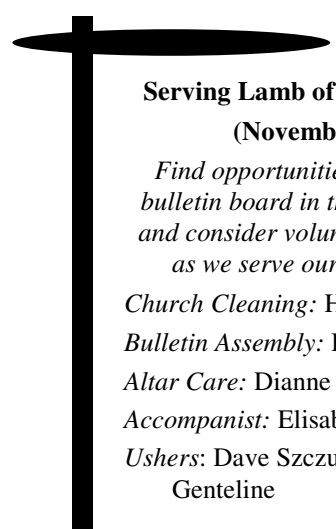 Serving Lamb of
(Novemb
Find opportunitie
bulletin board in t
and consider volun
as we serve our
Church Cleaning: H
Bulletin Assembly:
Altar Care: Dianne
Accompanist: Elisab
Ushers: Dave Szczu
Genteline